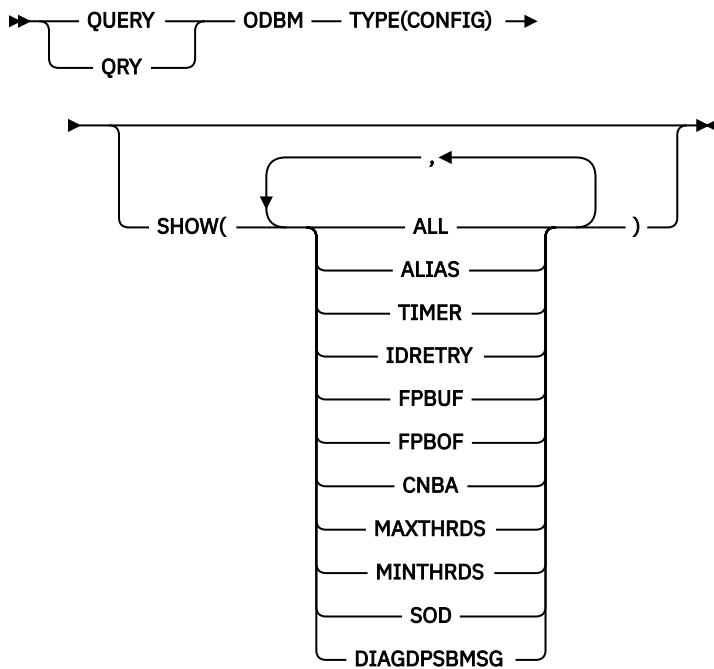 QUERY ODBM TYPE(CONFIG)
QRY
,
SHOW( ALL )
ALIAS
TIMER
IDRETRY
FPBUF
FPBOF
CNBA
MAXTHRDS
MINTHRDS
SOD
DIAGDPSBMSG